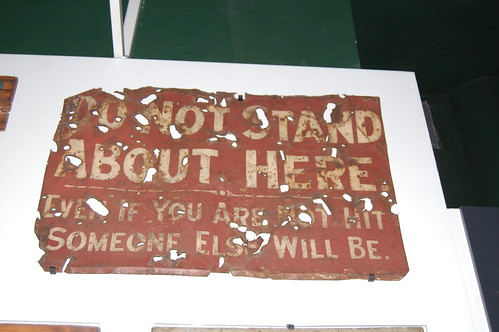 DO NOT STAND
ABOUT HERE.
EVEN IF YOU ARE NOT HIT
SOMEONE ELSE WILL BE.